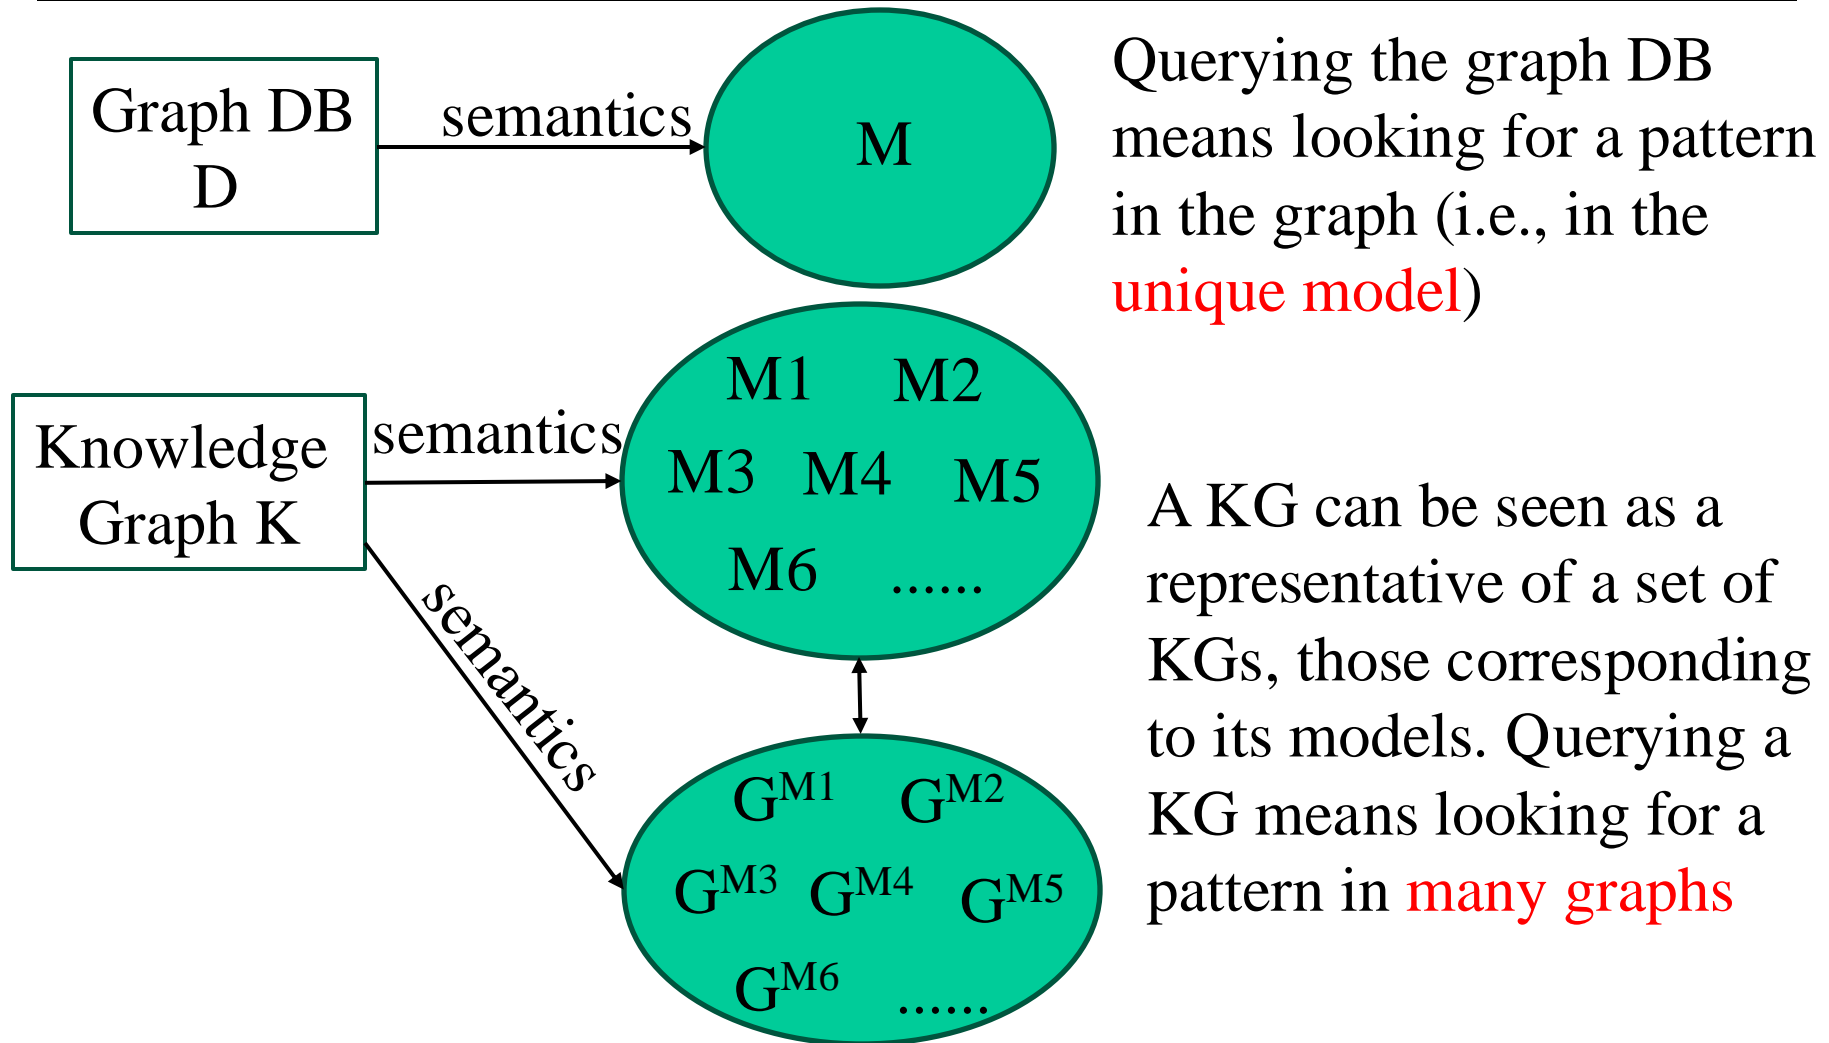 Graph DB
D
semantics
M
Querying the graph DB
means looking for a pattern
in the graph (i.e., in the
unique model)
Knowledge
Graph K
semantics
M1 M2
M3 M4 M5
M6 ......
semantics
G^M1 G^M2
G^M3 G^M4 G^M5
G^M6 ......
A KG can be seen as a
representative of a set of
KGs, those corresponding
to its models. Querying a
KG means looking for a
pattern in many graphs